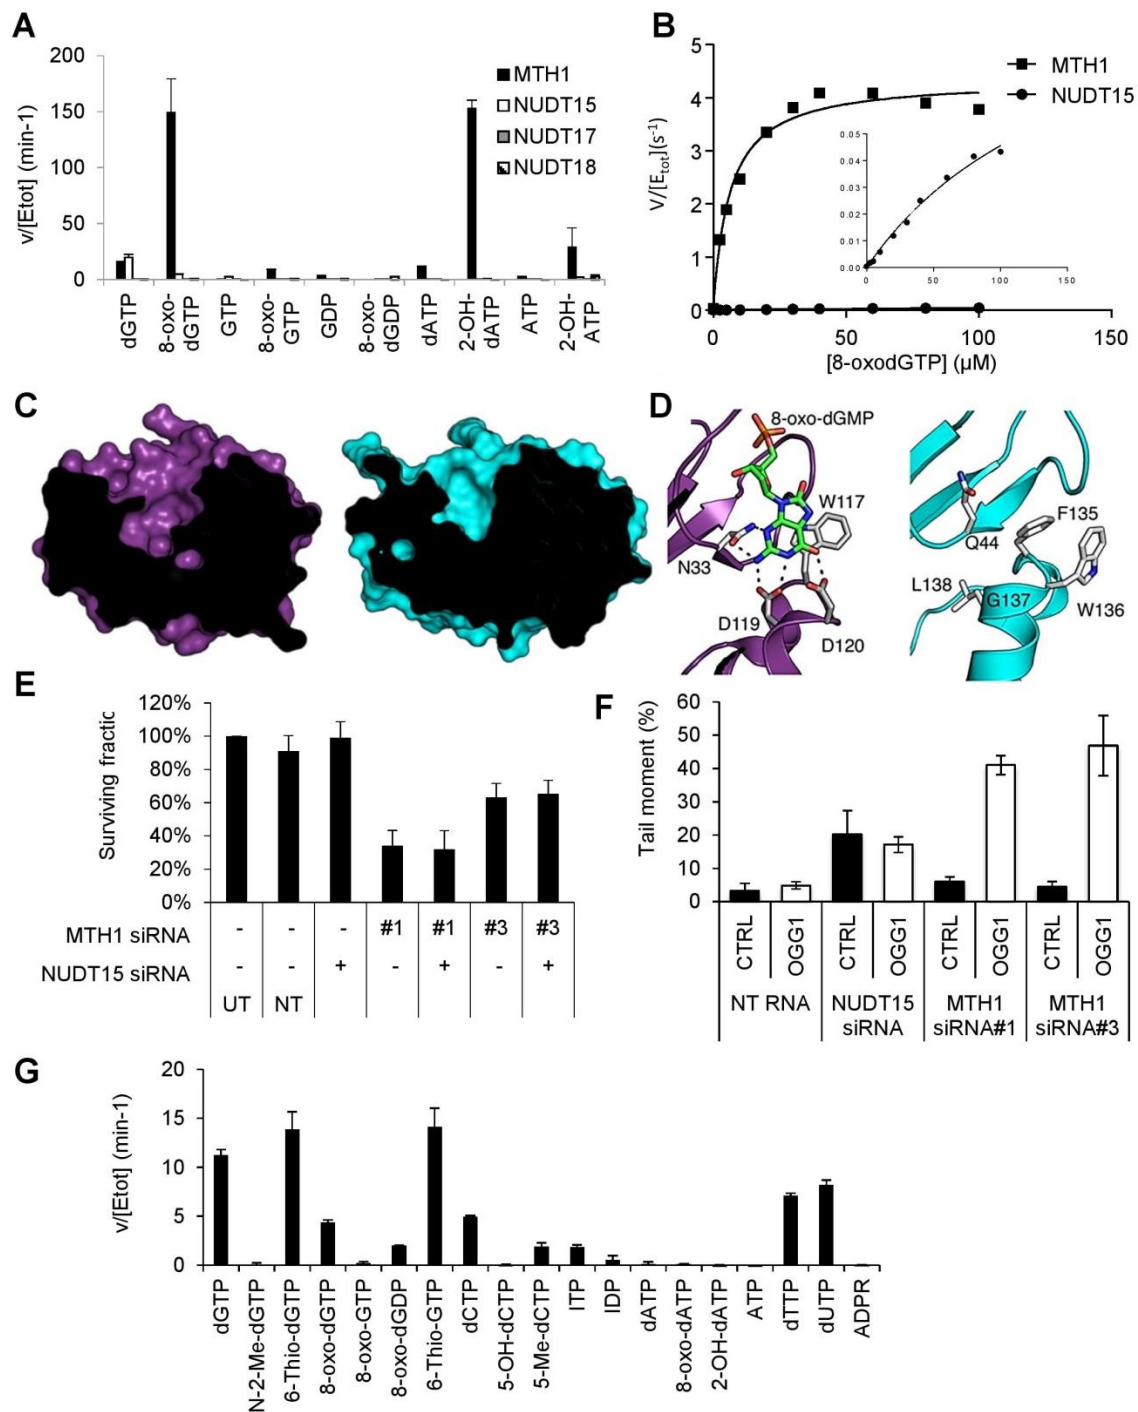 A
v/[Etot] (min-1)
200
150
100
50
0
MTH1
NUDT15
NUDT17
NUDT18
dGTP
8-oxo-
dGTP
GTP
8-oxo-
GTP
GDP
8-oxo-
dGDP
dATP
2-OH-
dATP
ATP
2-OH-
ATP
B
V/[Etot](s-1)
5
4
3
2
1
0
MTH1
NUDT15
0.05
0.04
0.03
0.02
0.01
0.00
0 50 100 150
0 50 100 150
[8-oxodGTP] (µM)
C
D
8-oxo-dGMP
W117
N33
D119
D120
F135
Q44
L138
G137
W136
E
Surviving fractic
120%
100%
80%
60%
40%
20%
0%
MTH1 siRNA - - - #1 #1 #3 #3
NUDT15 siRNA - - + - + - +
UT NT
F
Tail moment (%)
60
50
40
30
20
10
0
CTRL OGG1 CTRL OGG1 CTRL OGG1 CTRL OGG1
NT RNA
NUDT15
siRNA
MTH1
siRNA#1
MTH1
siRNA#3
G
v/[Etot] (min-1)
20
15
10
5
0
dGTP
N-2-Me-dGTP
6-Thio-dGTP
8-oxo-dGTP
8-oxo-GTP
8-oxo-dGDP
6-Thio-GTP
dCTP
5-OH-dCTP
5-Me-dCTP
ITP
IDP
dATP
8-oxo-dATP
2-OH-dATP
ATP
dTTP
dUTP
ADPR